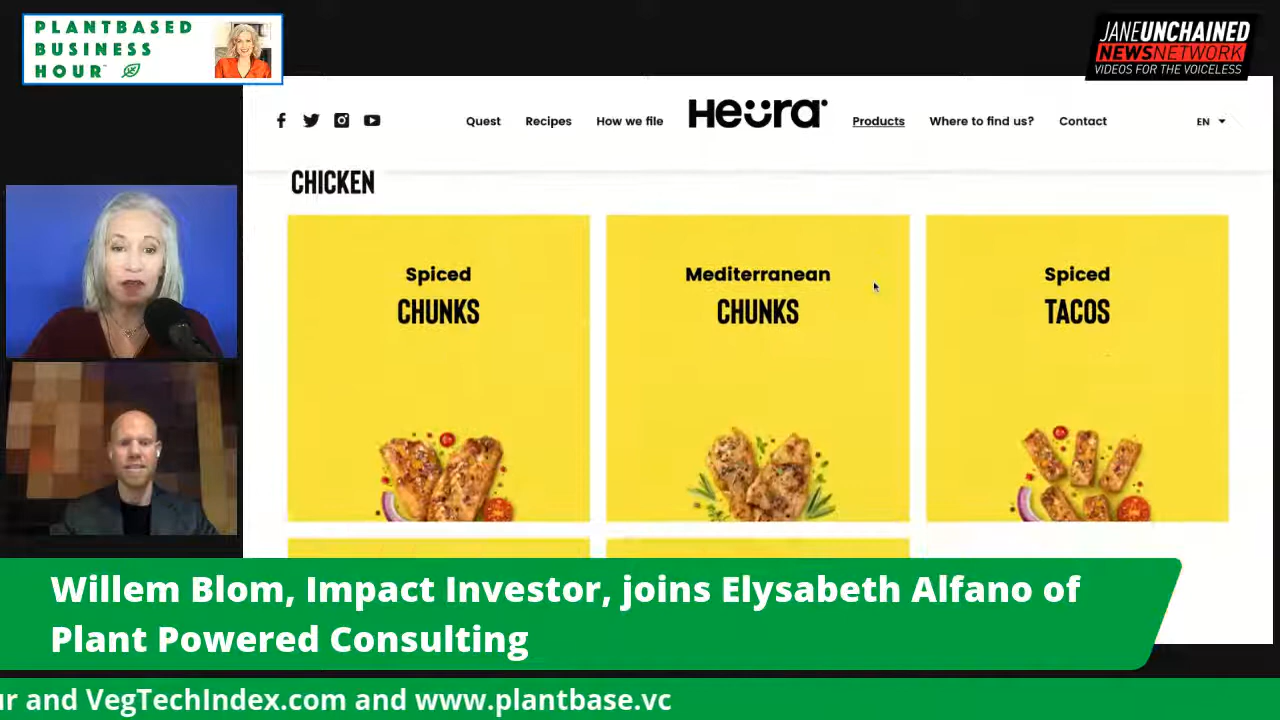 PLANTBASED
BUSINESS
HOUR
JANEUNCHAINED
NEWSNETWORK
VIDEOS FOR THE VOICELESS
Quest Recipes How we file Heüra Products Where to find us? Contact EN
CHICKEN
Spiced
CHUNKS
Mediterranean
CHUNKS
Spiced
TACOS
Willem Blom, Impact Investor, joins Elysabeth Alfano of
Plant Powered Consulting
ur and VegTechIndex.com and www.plantbase.vc